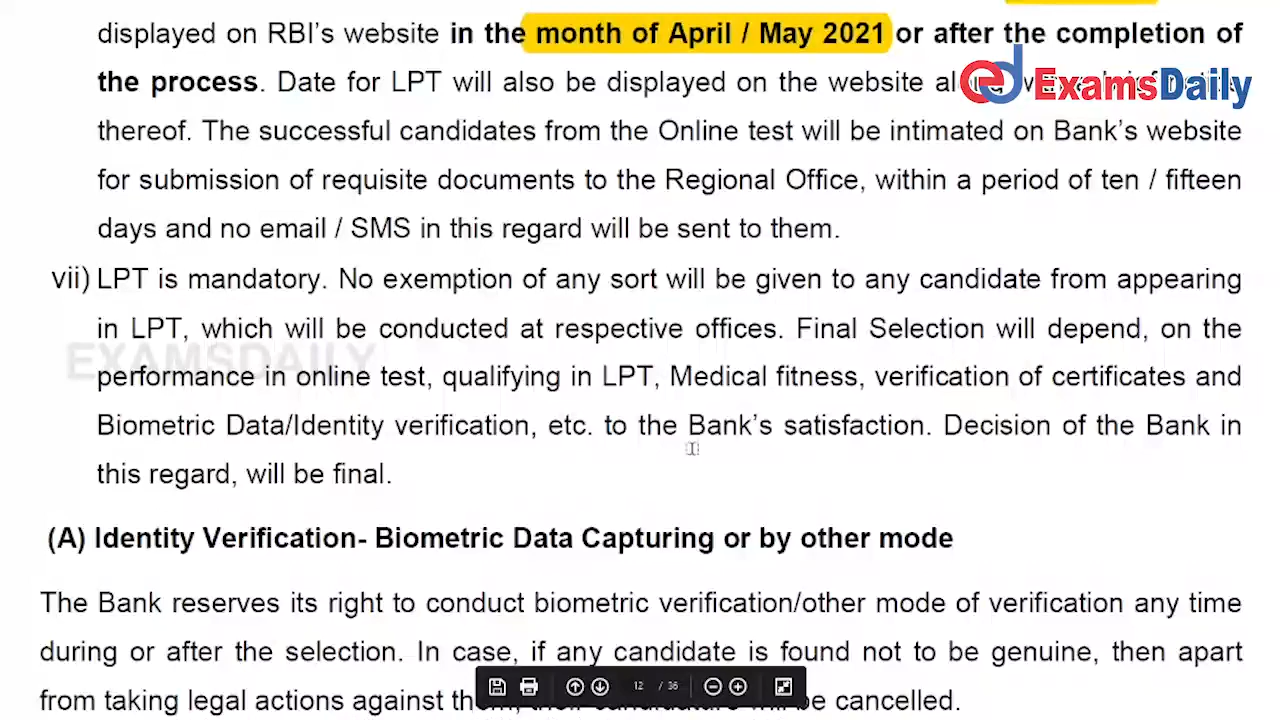 displayed on RBI's website in the month of April / May 2021 or after the completion of
the process. Date for LPT will also be displayed on the website
ExamsDaily
thereof. The successful candidates from the Online test will be intimated on Bank's website
for submission of requisite documents to the Regional Office, within a period of ten / fifteen
days and no email / SMS in this regard will be sent to them.
vii) LPT is mandatory. No exemption of any sort will be given to any candidate from appearing
in LPT, which will be conducted at respective offices. Final Selection will depend, on the
EXAMSDAILY
performance in online test, qualifying in LPT, Medical fitness, verification of certificates and
Biometric Data/Identity verification, etc. to the Bank's satisfaction. Decision of the Bank in
this regard, will be final.
(A) Identity Verification- Biometric Data Capturing or by other mode
The Bank reserves its right to conduct biometric verification/other mode of verification any time
during or after the selection. In case, if any candidate is found not to be genuine, then apart
from taking legal actions against be cancelled.
12 / 36